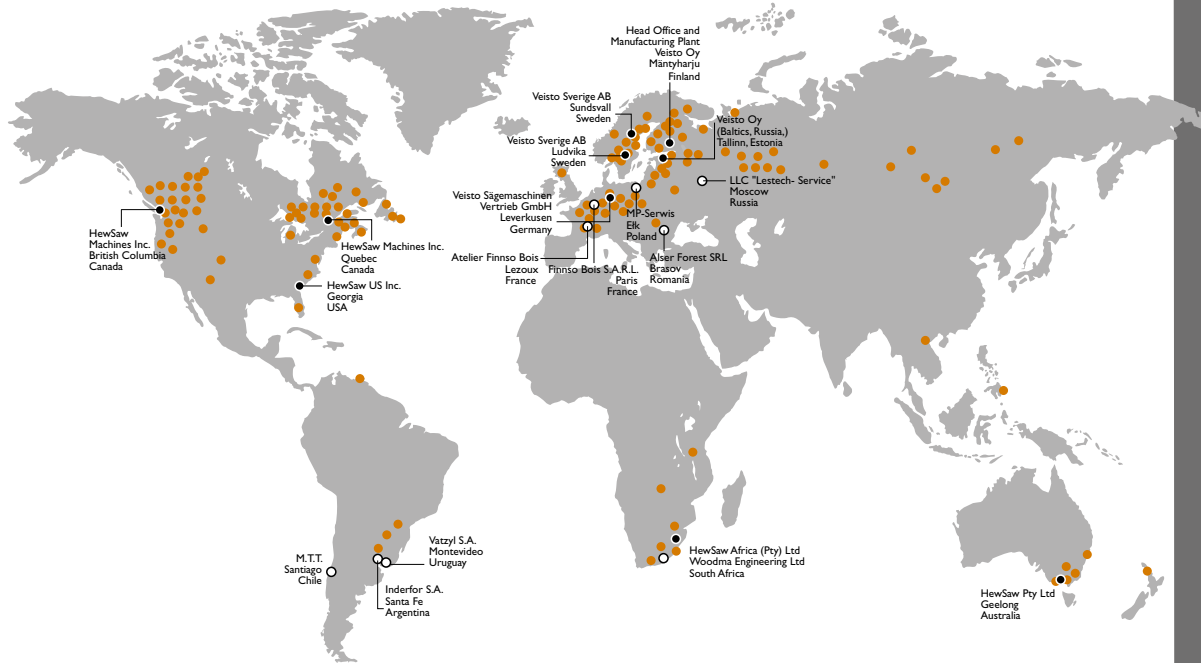 Head Office and
Manufacturing Plant
Veisto Oy
Mäntyharju
Finland
Veisto Sverige AB
Sundsvall
Sweden
Veisto Oy
(Baltics, Russia,)
Tallinn, Estonia
Veisto Sverige AB
Ludvika
Sweden
LLC "Lestech- Service"
Moscow
Russia
Veisto Sägemaschinen
Vertrieb GmbH
Leverkusen
Germany
MP-Serwis
Ełk
Poland
HewSaw
Machines Inc.
British Columbia
Canada
HewSaw Machines Inc.
Quebec
Canada
Atelier Finnso Bois
Lezoux
France
Finnso Bois S.A.R.L.
Paris
France
Alser Forest SRL
Brasov
Romania
HewSaw US Inc.
Georgia
USA
Vatzyl S.A.
Montevideo
Uruguay
M.T.T.
Santiago
Chile
Inderfor S.A.
Santa Fe
Argentina
HewSaw Africa (Pty) Ltd
Woodma Engineering Ltd
South Africa
HewSaw Pty Ltd
Geelong
Australia